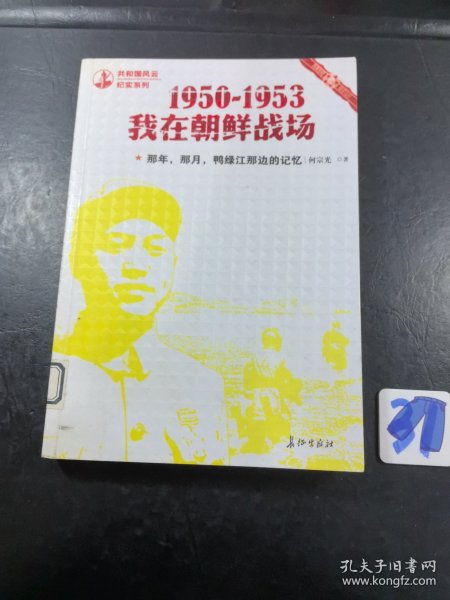 共和国风云
纪实系列
1950-1953
我在朝鲜战场
★ 那年，那月，鸭绿江那边的记忆 | 何宗光 ◎ 著
长征出版社
37
孔夫子旧书网
www.kongfz.com